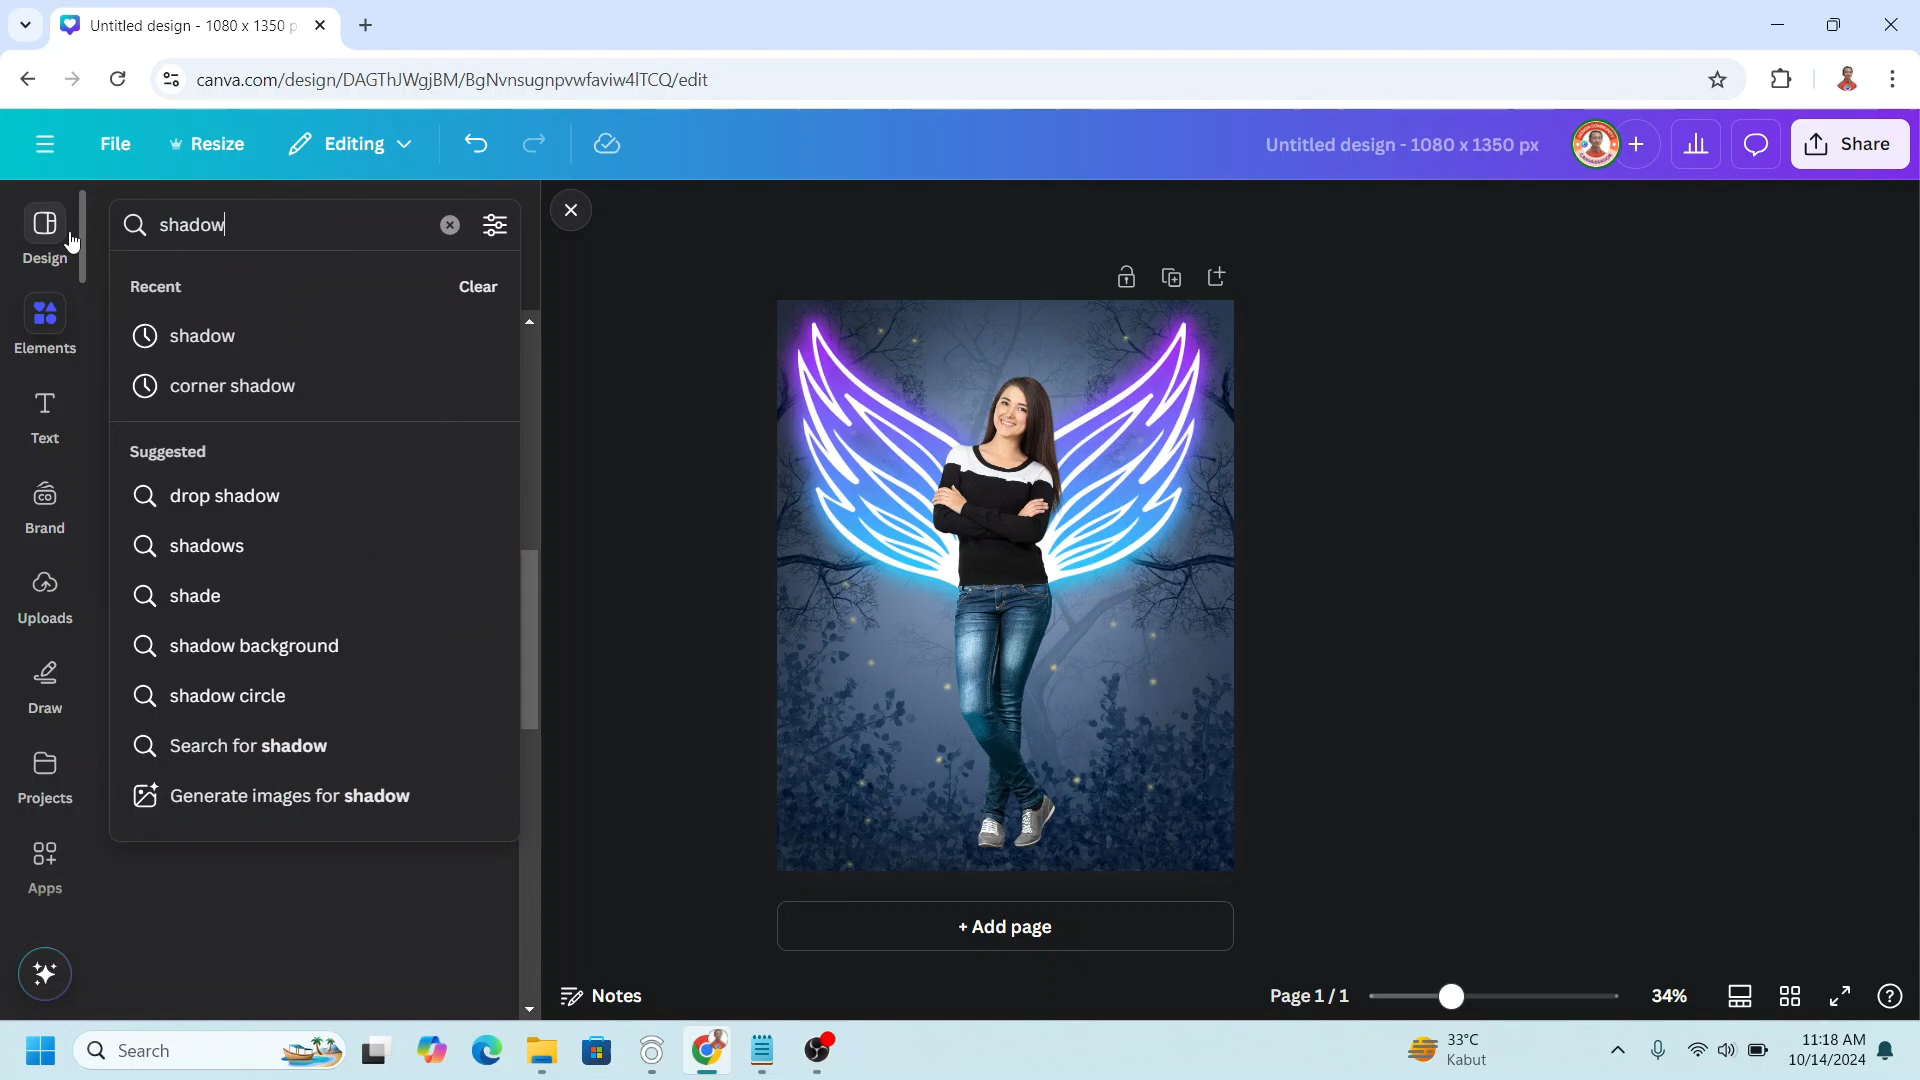 Untitled design - 1080 x 1350 p
canva.com/design/DAGThJWgjBM/BgNvnsugnpvwfaviw4lTCQ/edit
File
Resize
Editing
Untitled design - 1080 x 1350 px
Share
Design
Elements
Text
Brand
Uploads
Draw
Projects
Apps
shadow
Recent
Clear
shadow
corner shadow
Suggested
drop shadow
shadows
shade
shadow background
shadow circle
Search for shadow
Generate images for shadow
+ Add page
Notes
Page 1 / 1
34%
Search
33°C
Kabut
11:18 AM
10/14/2024